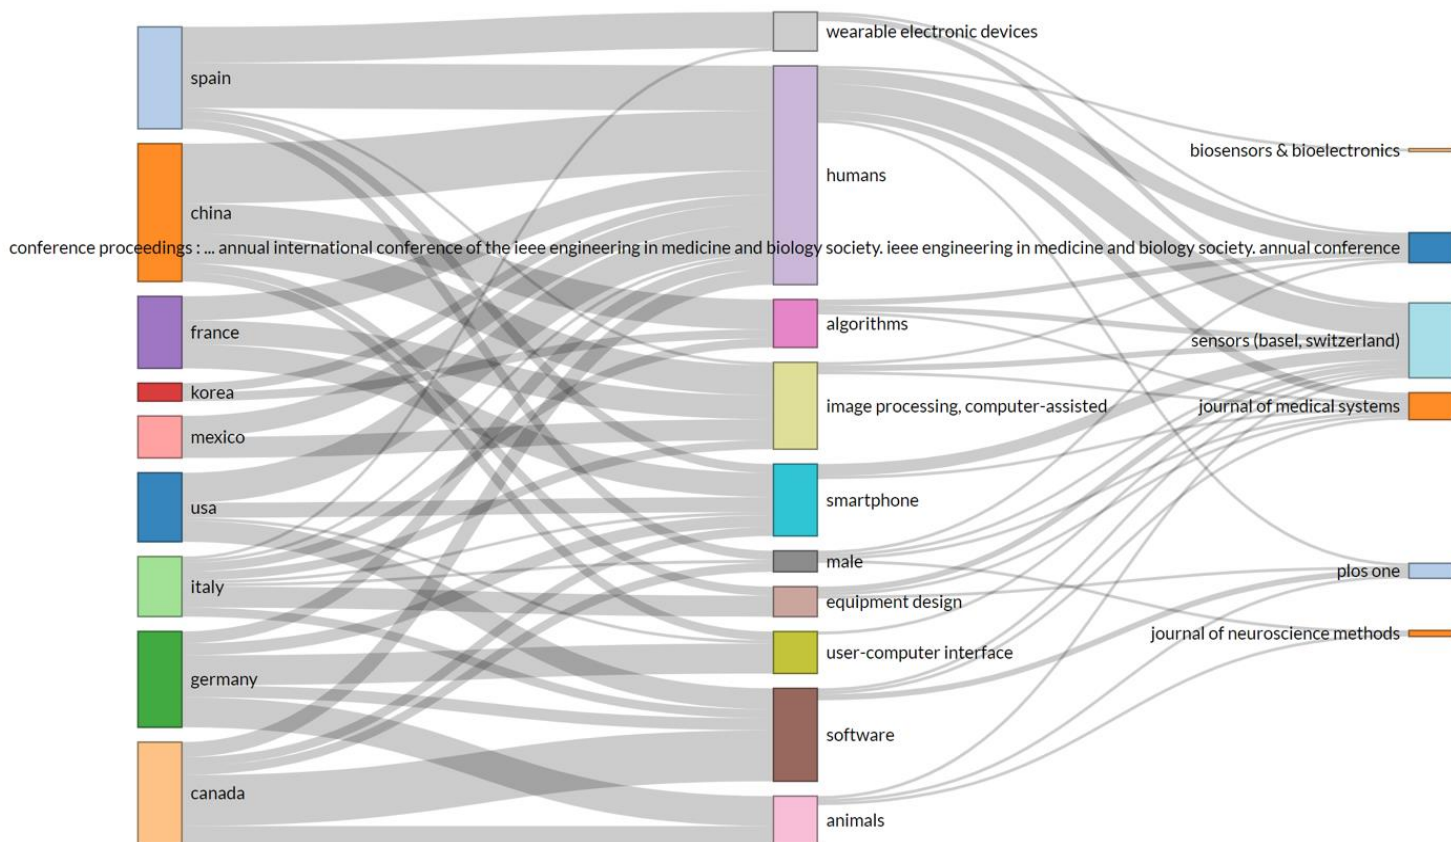 spain
china
france
korea
mexico
usa
italy
germany
canada
wearable electronic devices
humans
algorithms
image processing, computer-assisted
smartphone
male
equipment design
user-computer interface
software
animals
biosensors & bioelectronics
conference proceedings : ... annual international conference of the ieee engineering in medicine and biology society. ieee engineering in medicine and biology society. annual conference
sensors (basel, switzerland)
journal of medical systems
plos one
journal of neuroscience methods